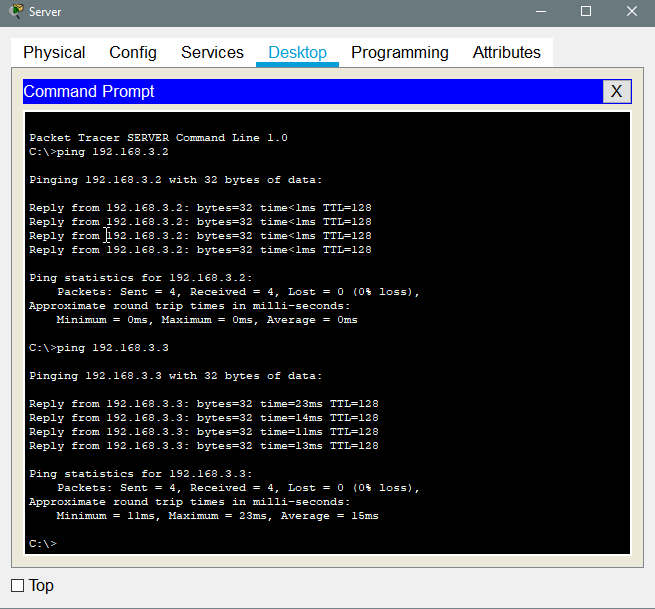 Server
Physical Config Services Desktop Programming Attributes
Command Prompt X
Packet Tracer SERVER Command Line 1.0
C:\>ping 192.168.3.2
Pinging 192.168.3.2 with 32 bytes of data:
Reply from 192.168.3.2: bytes=32 time<1ms TTL=128
Reply from 192.168.3.2: bytes=32 time<1ms TTL=128
Reply from 192.168.3.2: bytes=32 time<1ms TTL=128
Reply from 192.168.3.2: bytes=32 time<1ms TTL=128
Ping statistics for 192.168.3.2:
Packets: Sent = 4, Received = 4, Lost = 0 (0% loss),
Approximate round trip times in milli-seconds:
Minimum = 0ms, Maximum = 0ms, Average = 0ms
C:\>ping 192.168.3.3
Pinging 192.168.3.3 with 32 bytes of data:
Reply from 192.168.3.3: bytes=32 time=23ms TTL=128
Reply from 192.168.3.3: bytes=32 time=14ms TTL=128
Reply from 192.168.3.3: bytes=32 time=11ms TTL=128
Reply from 192.168.3.3: bytes=32 time=13ms TTL=128
Ping statistics for 192.168.3.3:
Packets: Sent = 4, Received = 4, Lost = 0 (0% loss),
Approximate round trip times in milli-seconds:
Minimum = 11ms, Maximum = 23ms, Average = 15ms
C:\>
Top